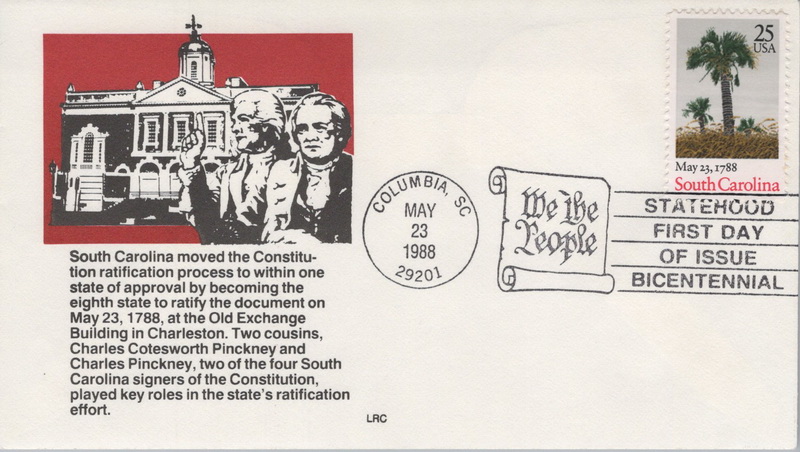 25
USA
May 23, 1788
South Carolina
COLUMBIA, SC
MAY
23
1988
29201
We the
People
STATEHOOD
FIRST DAY
OF ISSUE
BICENTENNIAL
South Carolina moved the Constitu-
tion ratification process to within one
state of approval by becoming the
eighth state to ratify the document on
May 23, 1788, at the Old Exchange
Building in Charleston. Two cousins,
Charles Cotesworth Pinckney and
Charles Pinckney, two of the four South
Carolina signers of the Constitution,
played key roles in the state's ratification
effort.
LRC